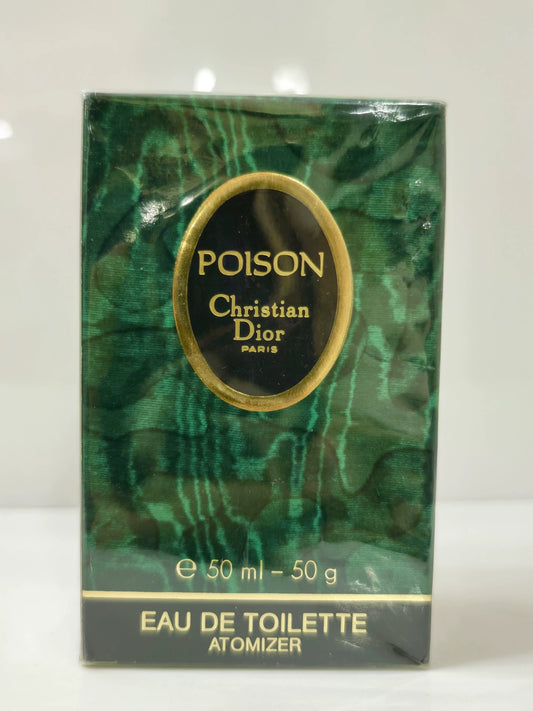 POISON
Christian
Dior
PARIS
℮ 50 ml – 50 g
EAU DE TOILETTE
ATOMIZER